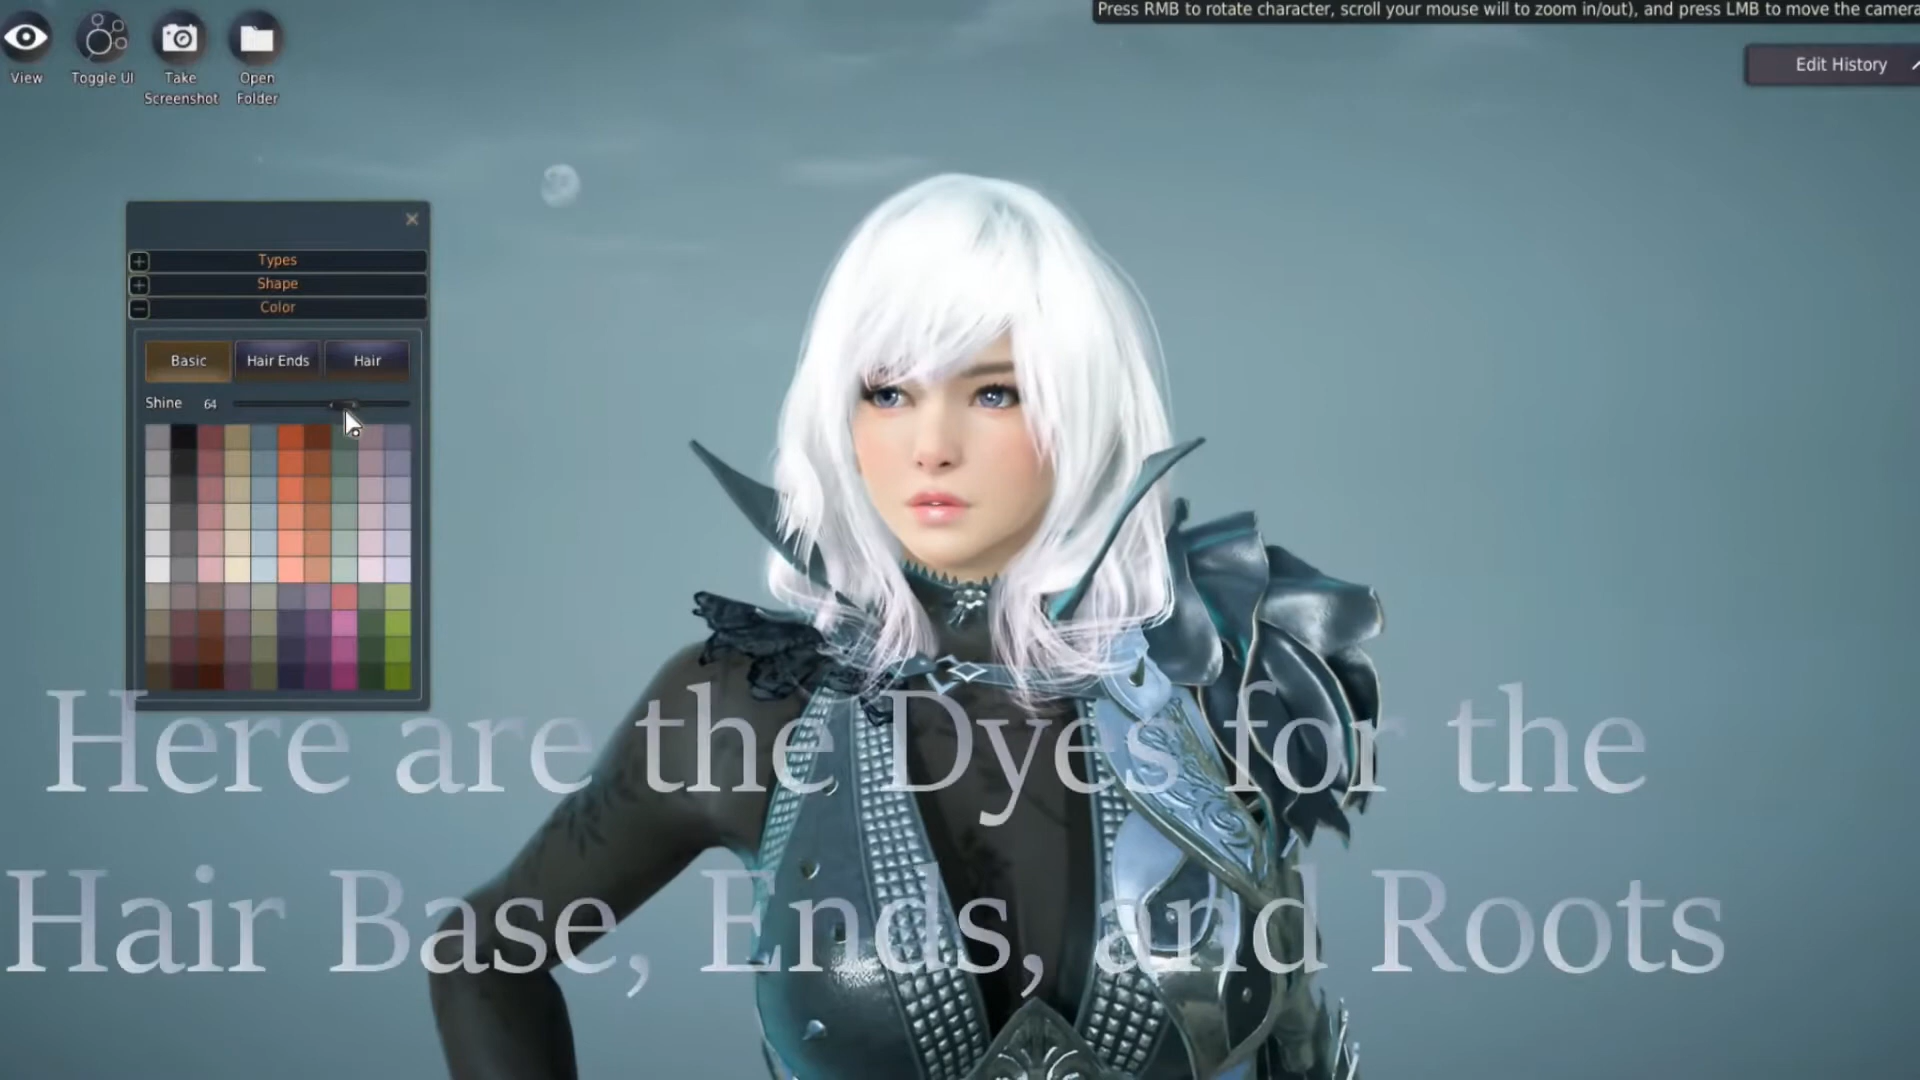 Press RMB to rotate character, scroll your mouse will to zoom in/out), and press LMB to move the camera
View
Toggle UI
Take
Screenshot
Open
Folder
Edit History
Types
Shape
Color
Basic
Hair Ends
Hair
Shine 64
Here are the Dyes for the
Hair Base, Ends, and Roots